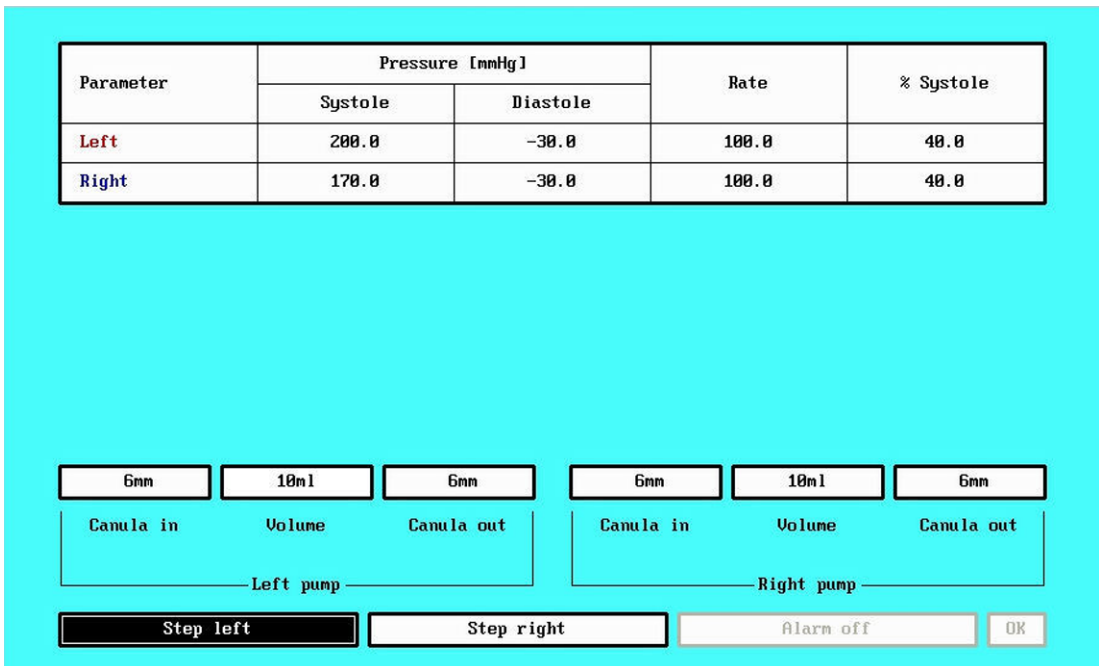 Parameter Pressure [mmHg] Rate % Systole
Systole Diastole
Left 200.0 -30.0 100.0 40.0
Right 170.0 -30.0 100.0 40.0
6mm 10ml 6mm 6mm 10ml 6mm
Canula in Volume Canula out Canula in Volume Canula out
Left pump Right pump
Step left Step right Alarm off OK